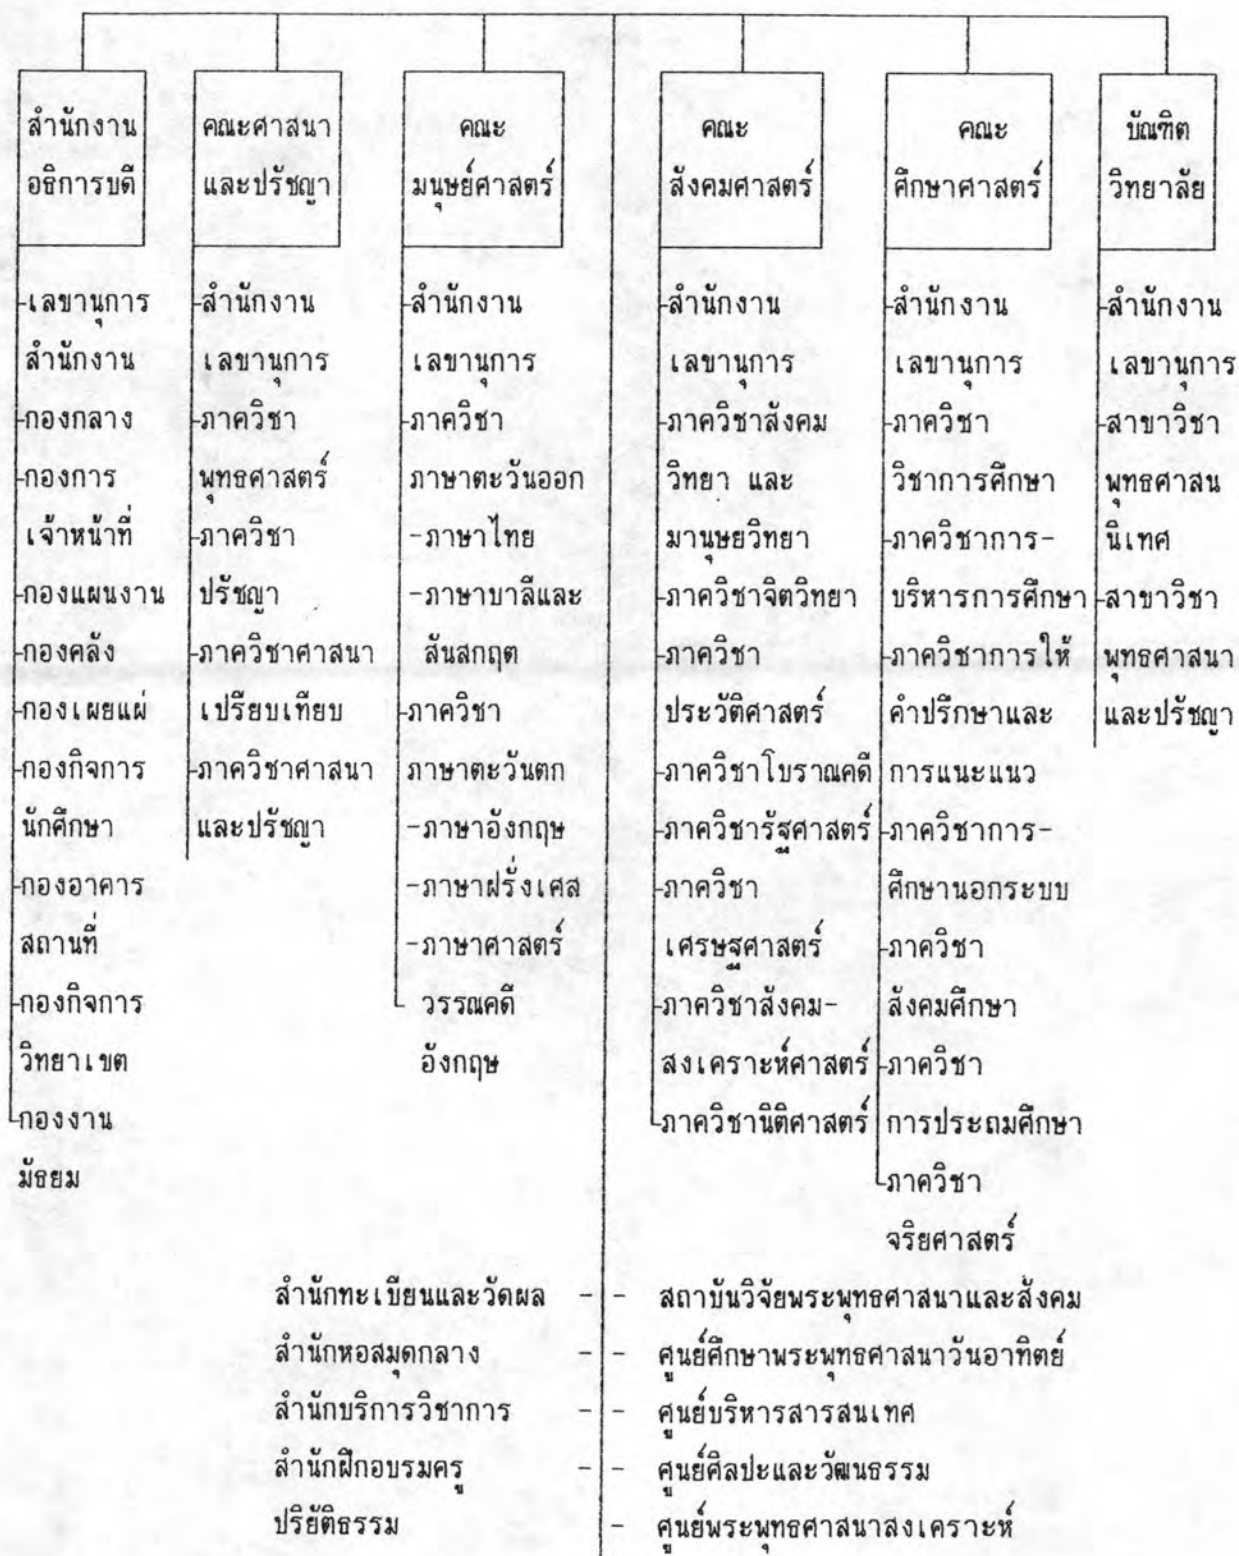 สำนักงาน
อธิการบดี
-เลขานุการ
สำนักงาน
-กองกลาง
-กองการ
เจ้าหน้าที่
-กองแผนงาน
-กองคลัง
-กองเผยแผ่
-กองกิจการ
นักศึกษา
-กองอาคาร
สถานที่
-กองกิจการ
วิทยาเขต
-กองงาน
มัธยม
คณะศาสนา
และปรัชญา
-สำนักงาน
เลขานุการ
-ภาควิชา
พุทธศาสตร์
-ภาควิชา
ปรัชญา
-ภาควิชาศาสนา
เปรียบเทียบ
-ภาควิชาศาสนา
และปรัชญา
คณะ
มนุษย์ศาสตร์
-สำนักงาน
เลขานุการ
-ภาควิชา
ภาษาตะวันออก
-ภาษาไทย
-ภาษาบาลีและ
สันสกฤต
-ภาควิชา
ภาษาตะวันตก
-ภาษาอังกฤษ
-ภาษาฝรั่งเศส
-ภาษาศาสตร์
วรรณคดี
อังกฤษ
คณะ
สังคมศาสตร์
-สำนักงาน
เลขานุการ
-ภาควิชาสังคม
วิทยา และ
มานุษยวิทยา
-ภาควิชาจิตวิทยา
-ภาควิชา
ประวัติศาสตร์
-ภาควิชาโบราณคดี
-ภาควิชารัฐศาสตร์
-ภาควิชา
เศรษฐศาสตร์
-ภาควิชาสังคม-
สงเคราะห์ศาสตร์
-ภาควิชานิติศาสตร์
คณะ
ศึกษาศาสตร์
-สำนักงาน
เลขานุการ
-ภาควิชา
วิชาการศึกษา
-ภาควิชาการ-
บริหารการศึกษา
-ภาควิชาการให้
คำปรึกษาและ
การแนะแนว
-ภาควิชาการ-
ศึกษานอกระบบ
-ภาควิชา
สังคมศึกษา
-ภาควิชา
การประถมศึกษา
-ภาควิชา
จริยศาสตร์
บัณฑิต
วิทยาลัย
-สำนักงาน
เลขานุการ
-สาขาวิชา
พุทธศาสน
นิเทศ
-สาขาวิชา
พุทธศาสนา
และปรัชญา
สำนักทะเบียนและวัดผล - - สถาบันวิจัยพระพุทธศาสนาและสังคม
สำนักหอสมุดกลาง - - ศูนย์ศึกษาพระพุทธศาสนาวันอาทิตย์
สำนักบริการวิชาการ - - ศูนย์บริหารสารสนเทศ
สำนักฝึกอบรมครู - - ศูนย์ศิลปะและวัฒนธรรม
ปริยัติธรรม - ศูนย์พระพุทธศาสนาสงเคราะห์